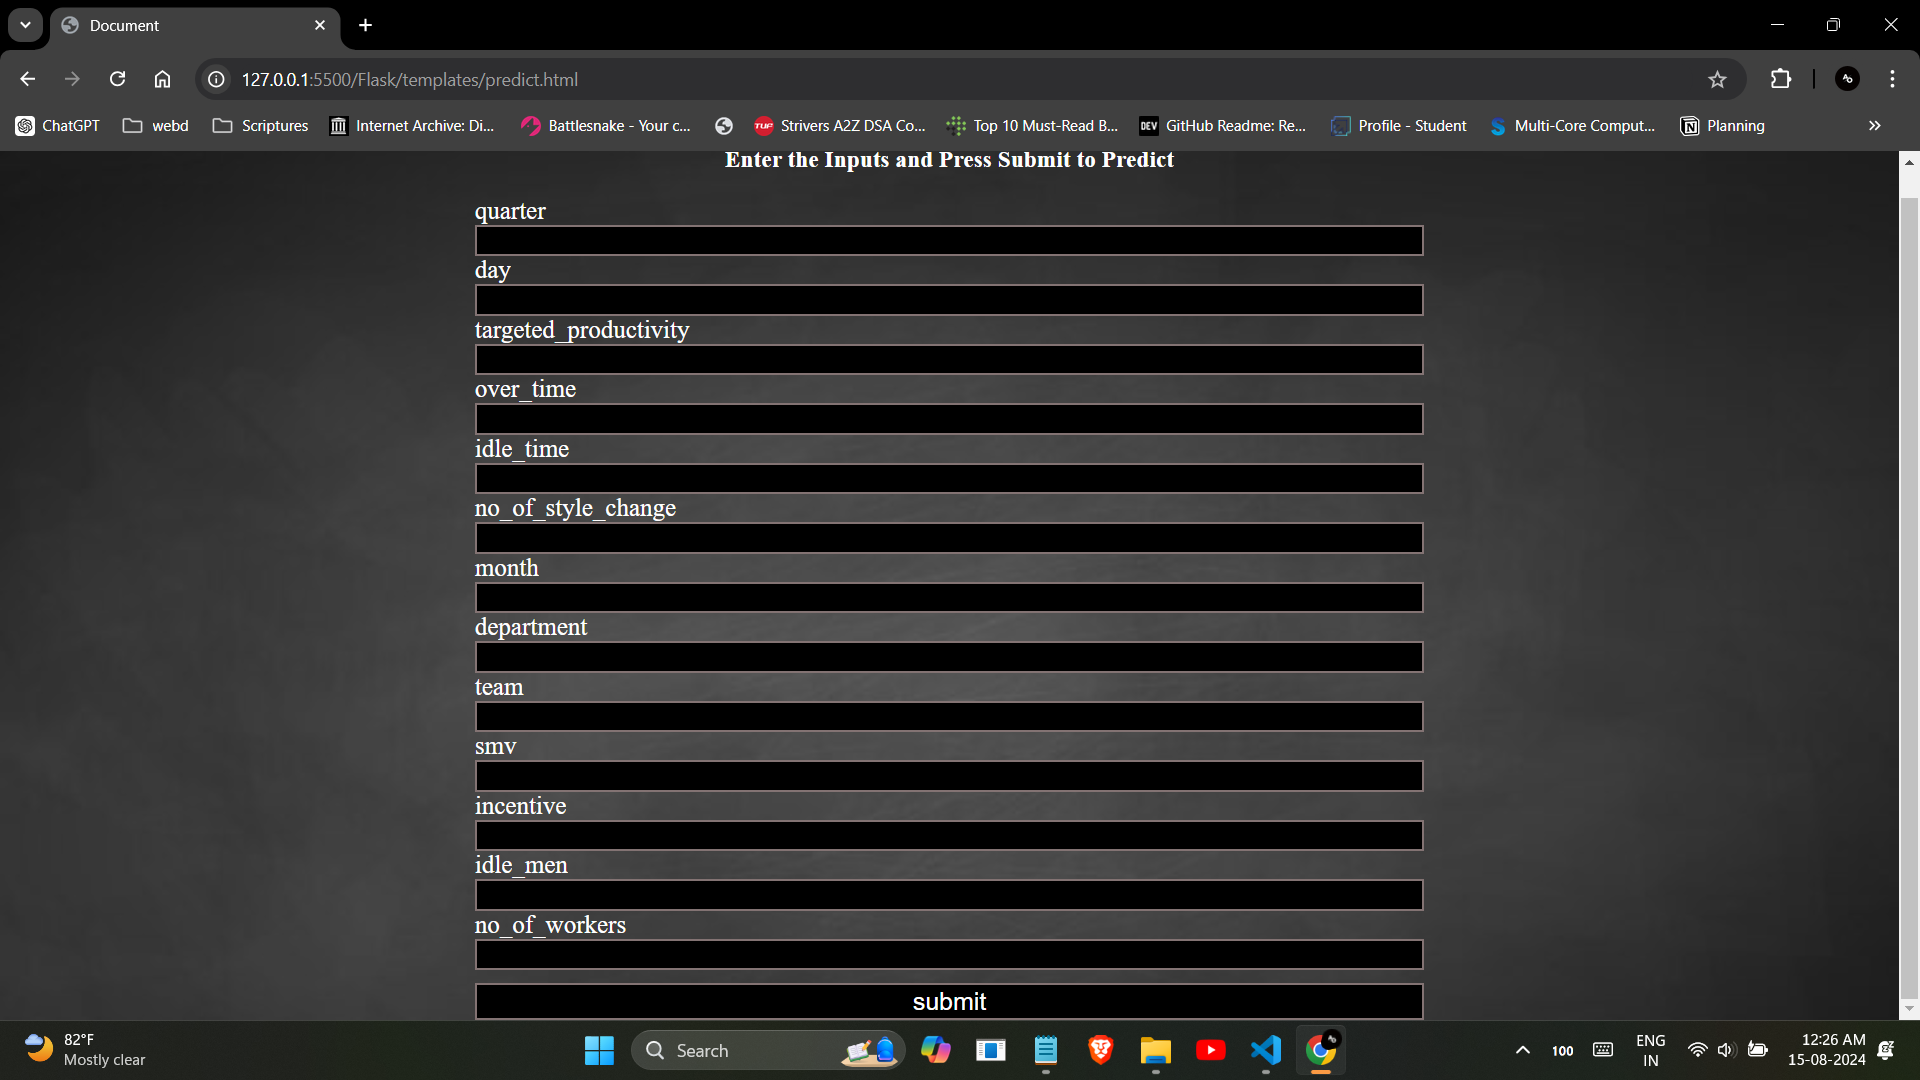 Document
127.0.0.1:5500/Flask/templates/predict.html
ChatGPT webd Scriptures Internet Archive: Di... Battlesnake - Your c... TUF Strivers A2Z DSA Co... Top 10 Must-Read B... DEV GitHub Readme: Re... Profile - Student Multi-Core Comput... Planning
Enter the Inputs and Press Submit to Predict
quarter
day
targeted_productivity
over_time
idle_time
no_of_style_change
month
department
team
smv
incentive
idle_men
no_of_workers
submit
82°F
Mostly clear
Search
100
ENG
IN
12:26 AM
15-08-2024